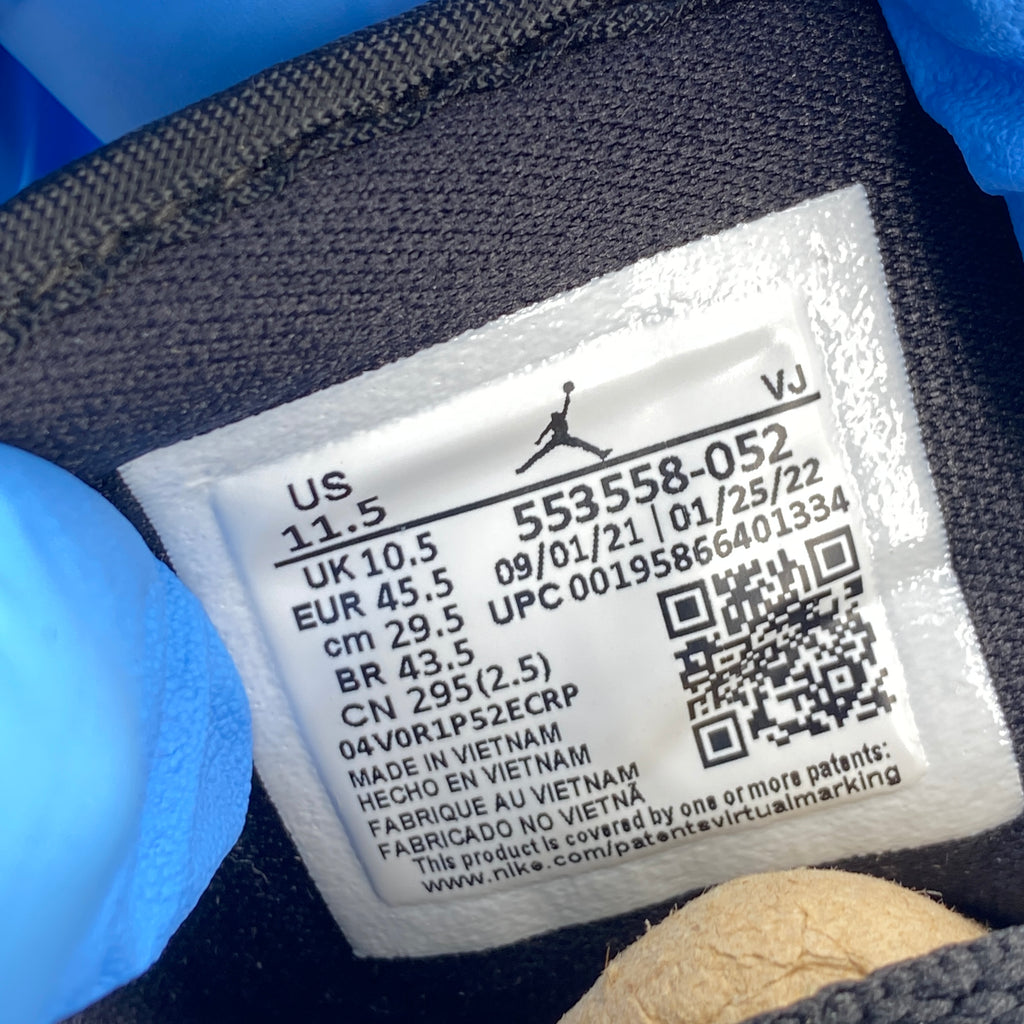 VJ
US
11.5
553558-052
UK 10.5
09/01/21 | 01/25/22
EUR 45.5
UPC 00195866401334
cm 29.5
BR 43.5
CN 295(2.5)
04V0R1P52ECRP
MADE IN VIETNAM
HECHO EN VIETNAM
FABRIQUE AU VIETNAM
FABRICADO NO VIETNÃ
This product is covered by one or more patents:
www.nike.com/patentsvirtualmarking